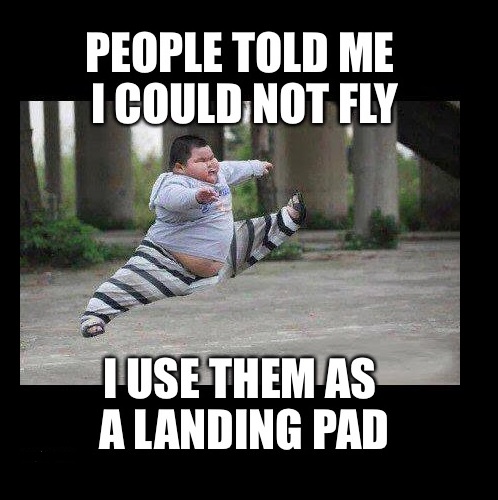 PEOPLE TOLD ME
I COULD NOT FLY
I USE THEM AS
A LANDING PAD